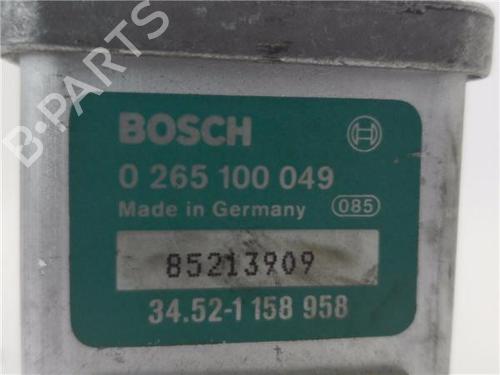 BOSCH
0 265 100 049
Made in Germany 085
85213909
34.52-1 158 958
B-PARTS